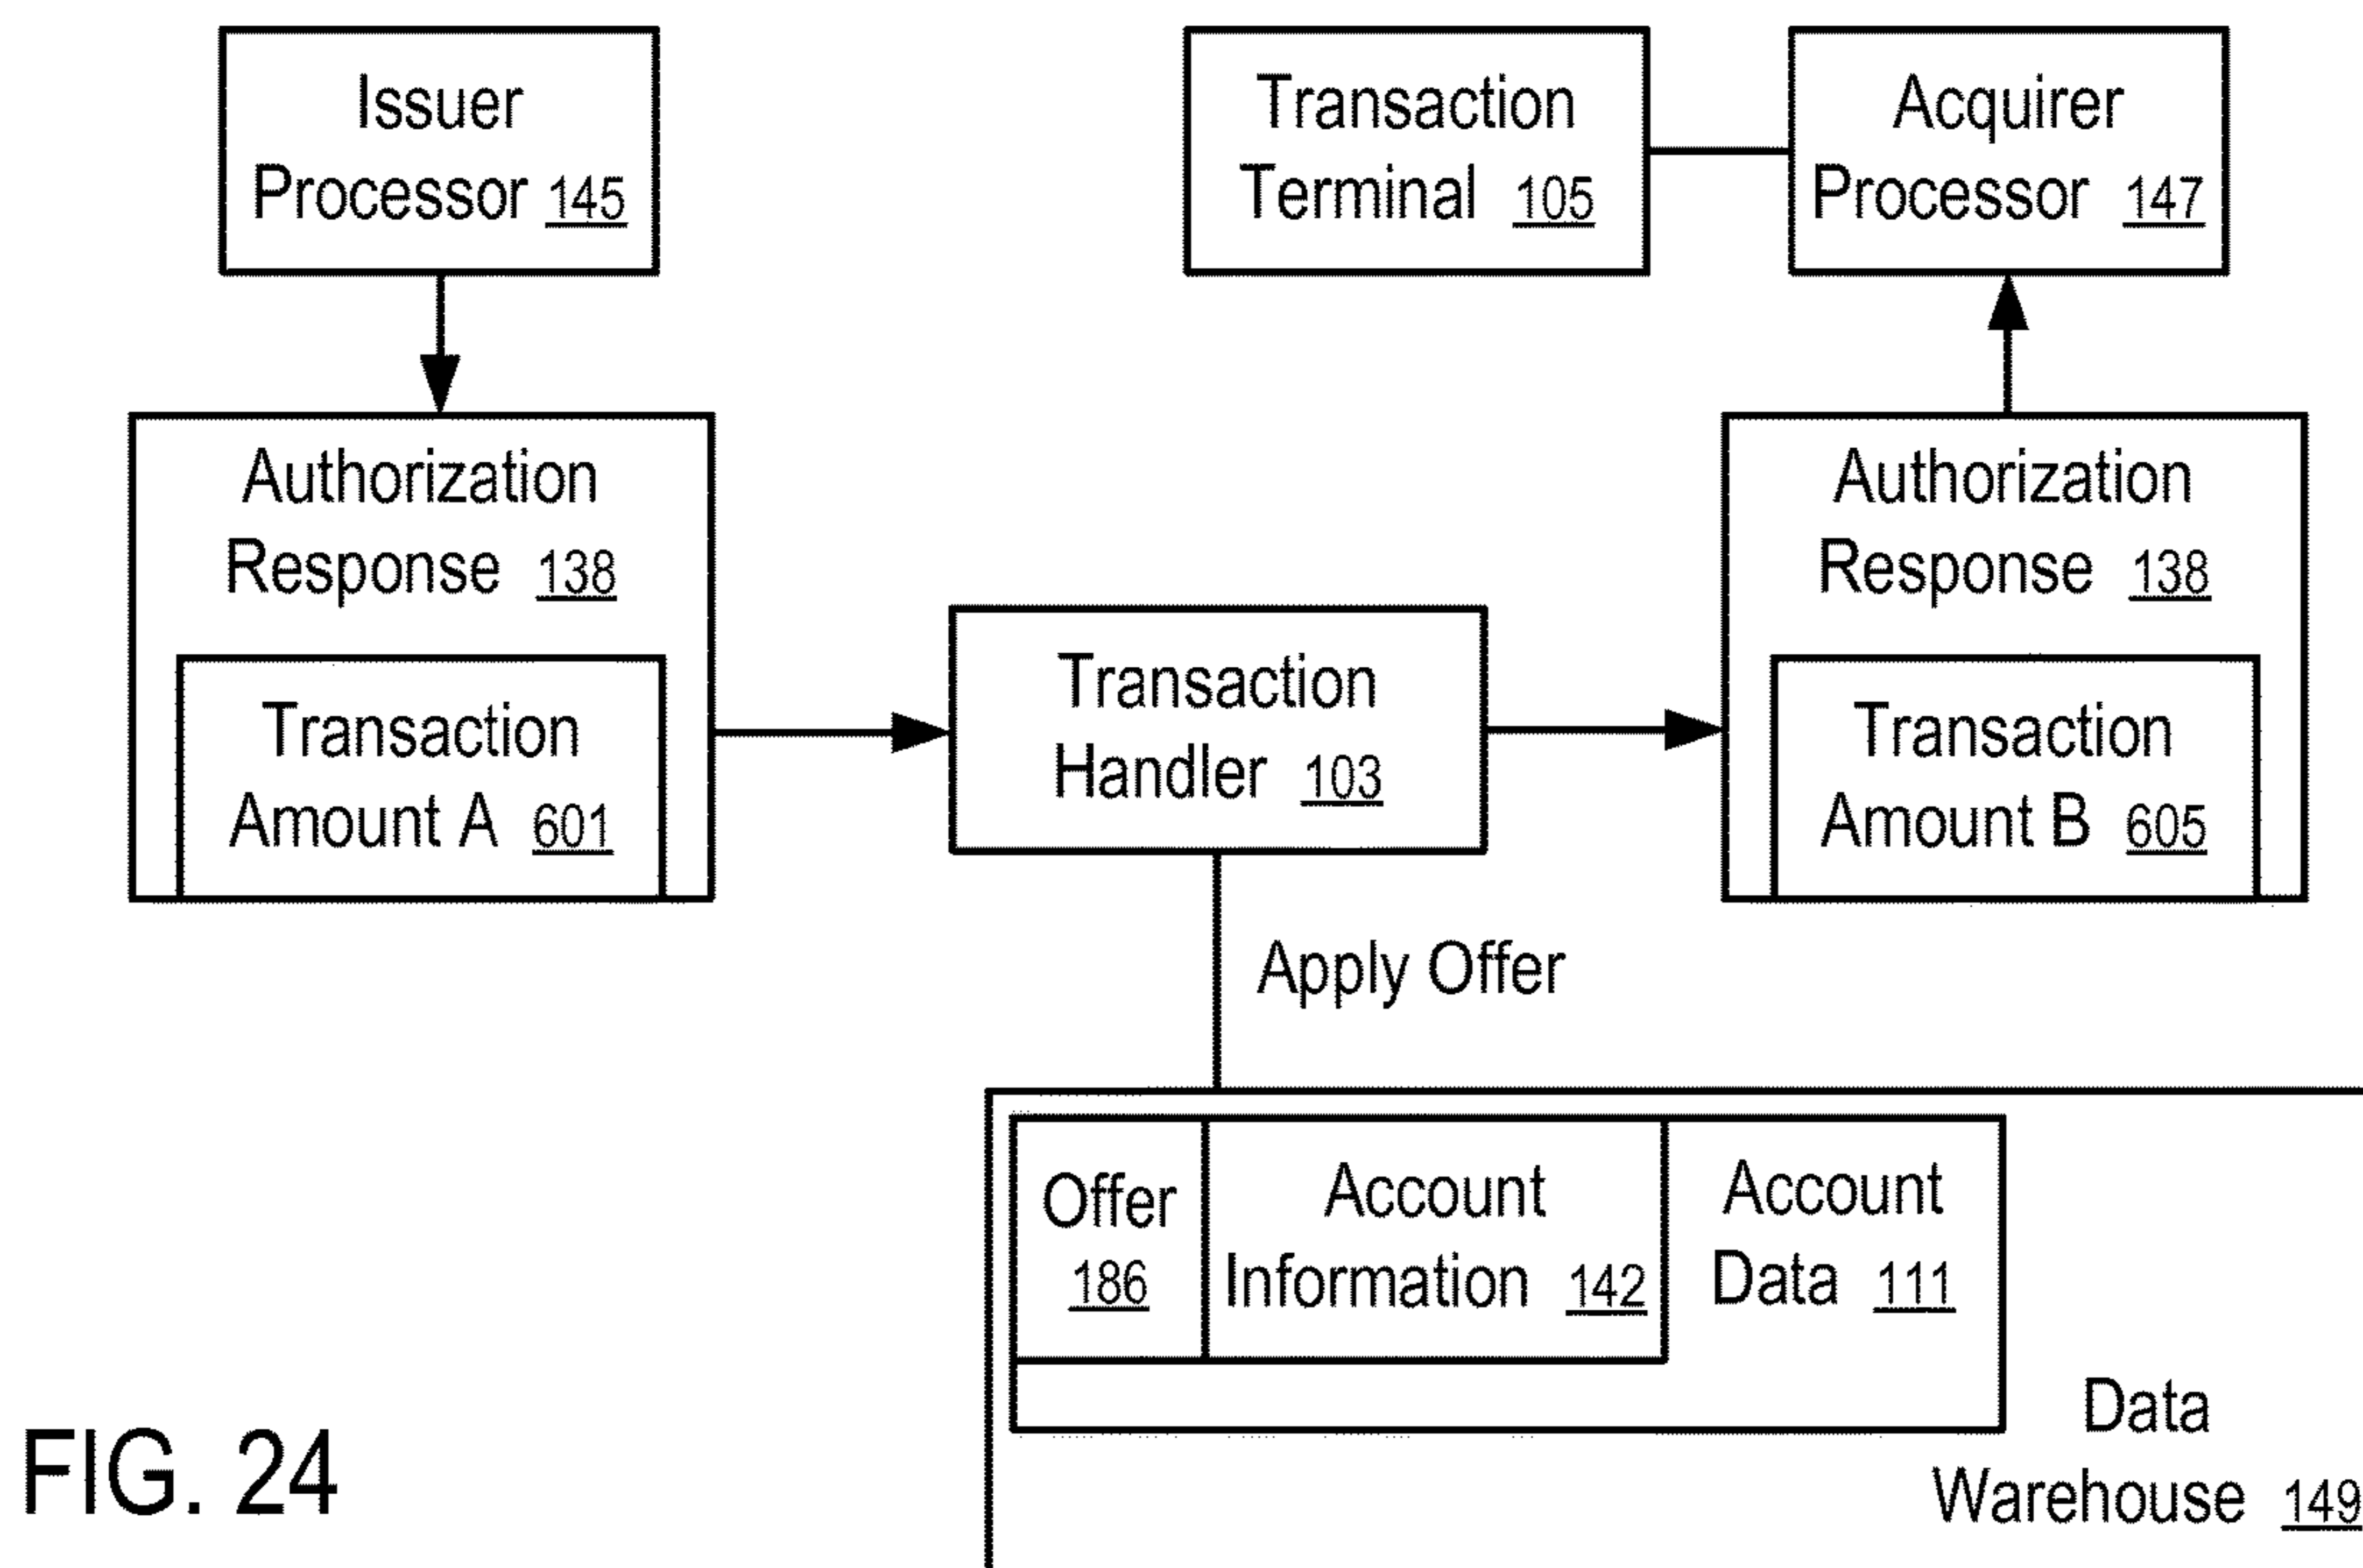 Issuer
Processor 145
Transaction
Terminal 105
Acquirer
Processor 147
Authorization
Response 138
Transaction
Amount A 601
Transaction
Handler 103
Authorization
Response 138
Transaction
Amount B 605
Apply Offer
Offer
186
Account
Information 142
Account
Data 111
Data
Warehouse 149
FIG. 24